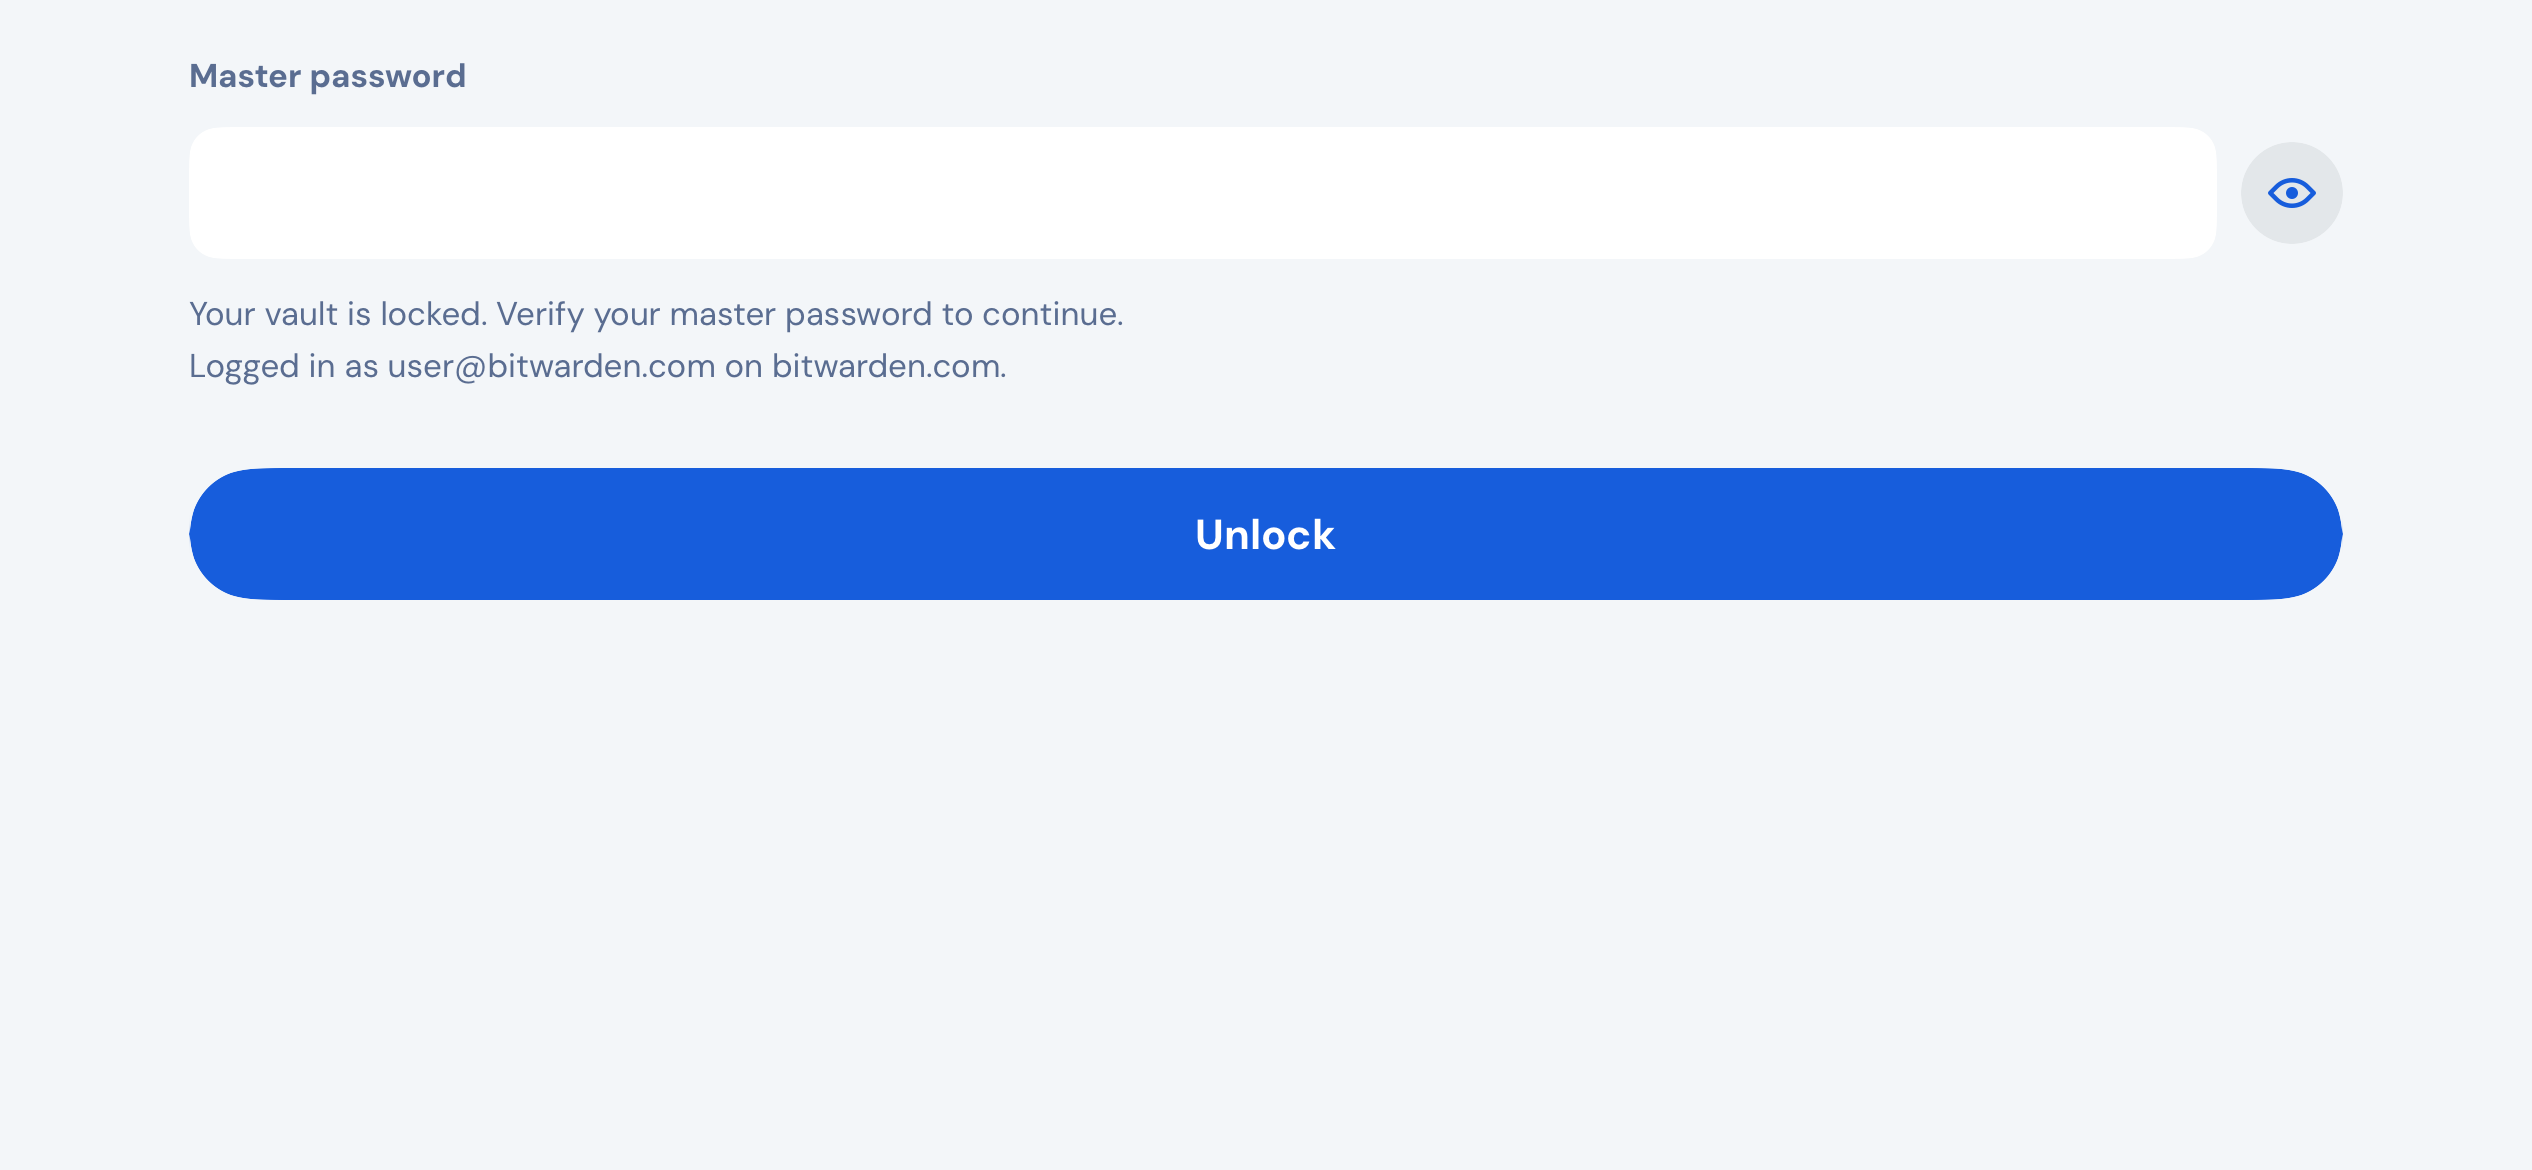 Master password
Your vault is locked. Verify your master password to continue.
Logged in as user@bitwarden.com on bitwarden.com.
Unlock